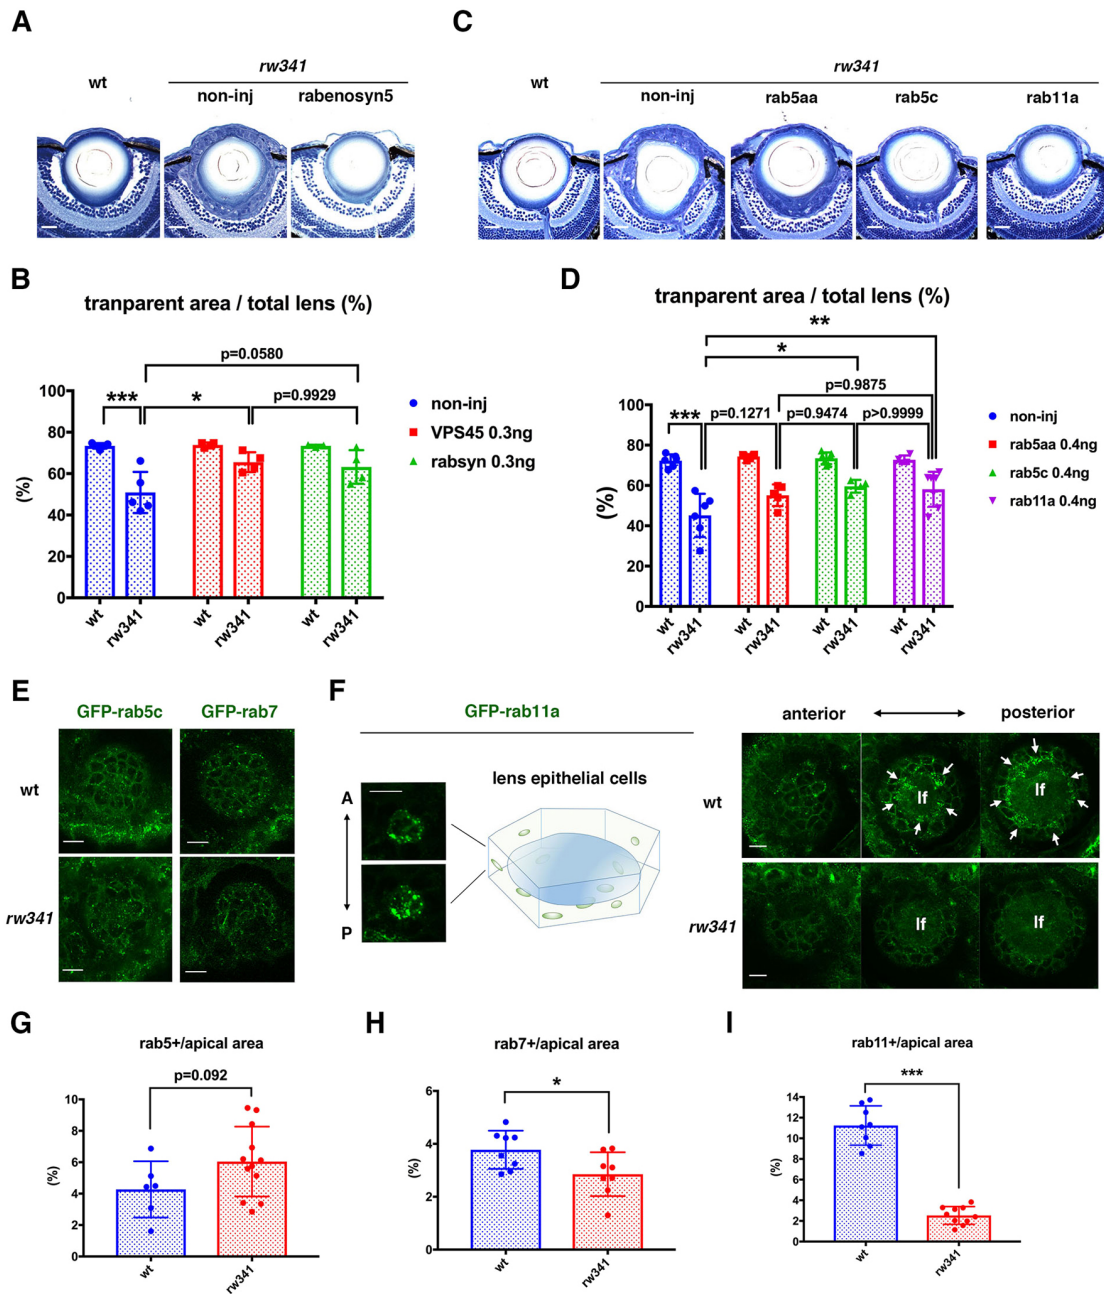 A
wt
rw341
non-inj
rabenosyn5
C
wt
rw341
non-inj
rab5aa
rab5c
rab11a
B
tranparent area / total lens (%)
p=0.0580
***
*
p=0.9929
100
80
60
40
20
0
(%)
wt
rw341
wt
rw341
wt
rw341
non-inj
VPS45 0.3ng
rabsyn 0.3ng
D
tranparent area / total lens (%)
**
*
p=0.9875
***
p=0.1271
p=0.9474
p>0.9999
100
80
60
40
20
0
(%)
wt
rw341
wt
rw341
wt
rw341
wt
rw341
non-inj
rab5aa 0.4ng
rab5c 0.4ng
rab11a 0.4ng
E
GFP-rab5c
GFP-rab7
wt
rw341
F
GFP-rab11a
lens epithelial cells
A
P
anterior
posterior
wt
lf
lf
rw341
lf
lf
G
rab5+/apical area
p=0.092
10
8
6
4
2
0
(%)
wt
rw341
H
rab7+/apical area
*
6
4
2
0
(%)
wt
rw341
I
rab11+/apical area
***
14
12
10
8
6
4
2
0
(%)
wt
rw341